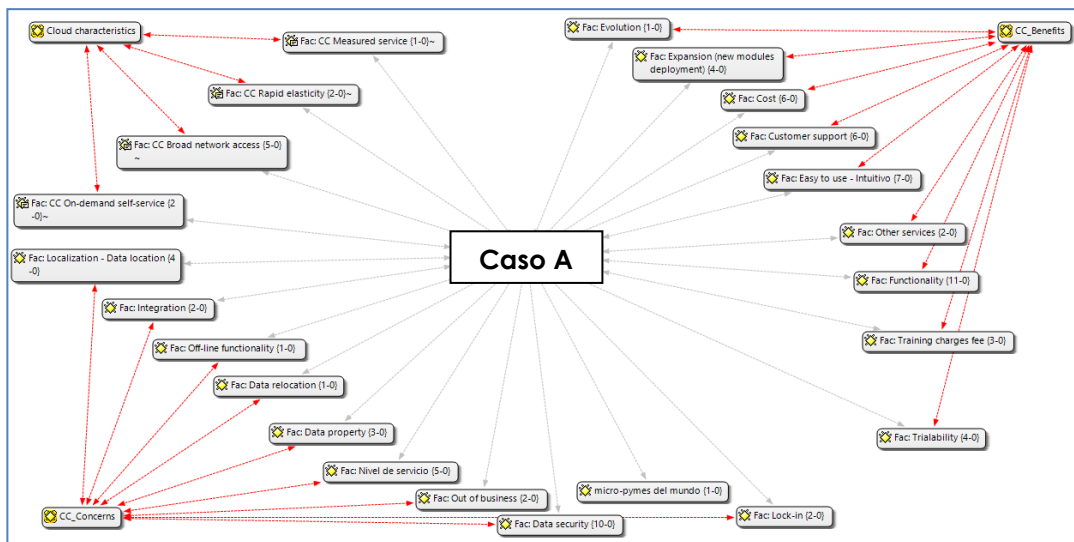 Cloud characteristics
Fac: CC Measured service {1-0}~
Fac: CC Rapid elasticity {2-0}~
Fac: CC Broad network access {5-0}
~
Fac: CC On-demand self-service {2
-0}~
Fac: Localization - Data location {4
-0}
Fac: Integration {2-0}
Fac: Off-line functionality {1-0}
Fac: Data relocation {1-0}
Fac: Data property {3-0}
Fac: Nivel de servicio {5-0}
Fac: Out of business {2-0}
Fac: Data security {10-0}
CC_Concerns
Caso A
Fac: Evolution {1-0}
CC_Benefits
Fac: Expansion (new modules
deployment) {4-0}
Fac: Cost {6-0}
Fac: Customer support {6-0}
Fac: Easy to use - Intuitivo {7-0}
Fac: Other services {2-0}
Fac: Functionality {11-0}
Fac: Training charges fee {3-0}
Fac: Trialability {4-0}
micro-pymes del mundo {1-0}
Fac: Lock-in {2-0}